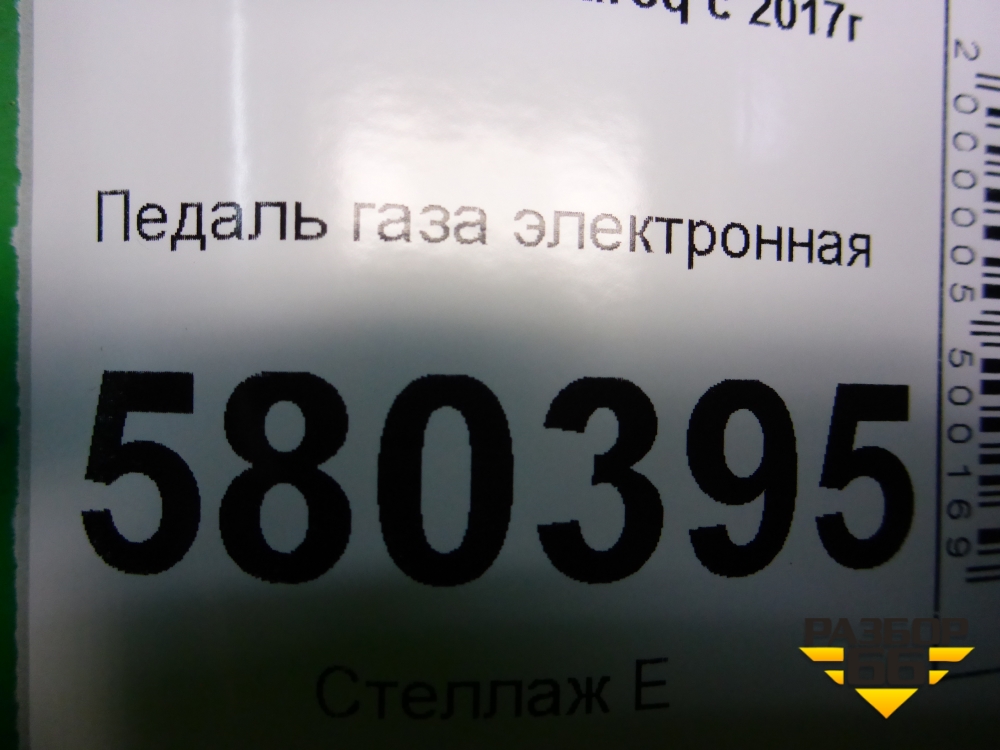 с 2017г
Педаль газа электронная
580395
Стеллаж Е
2000005500169
РАЗБОР
66